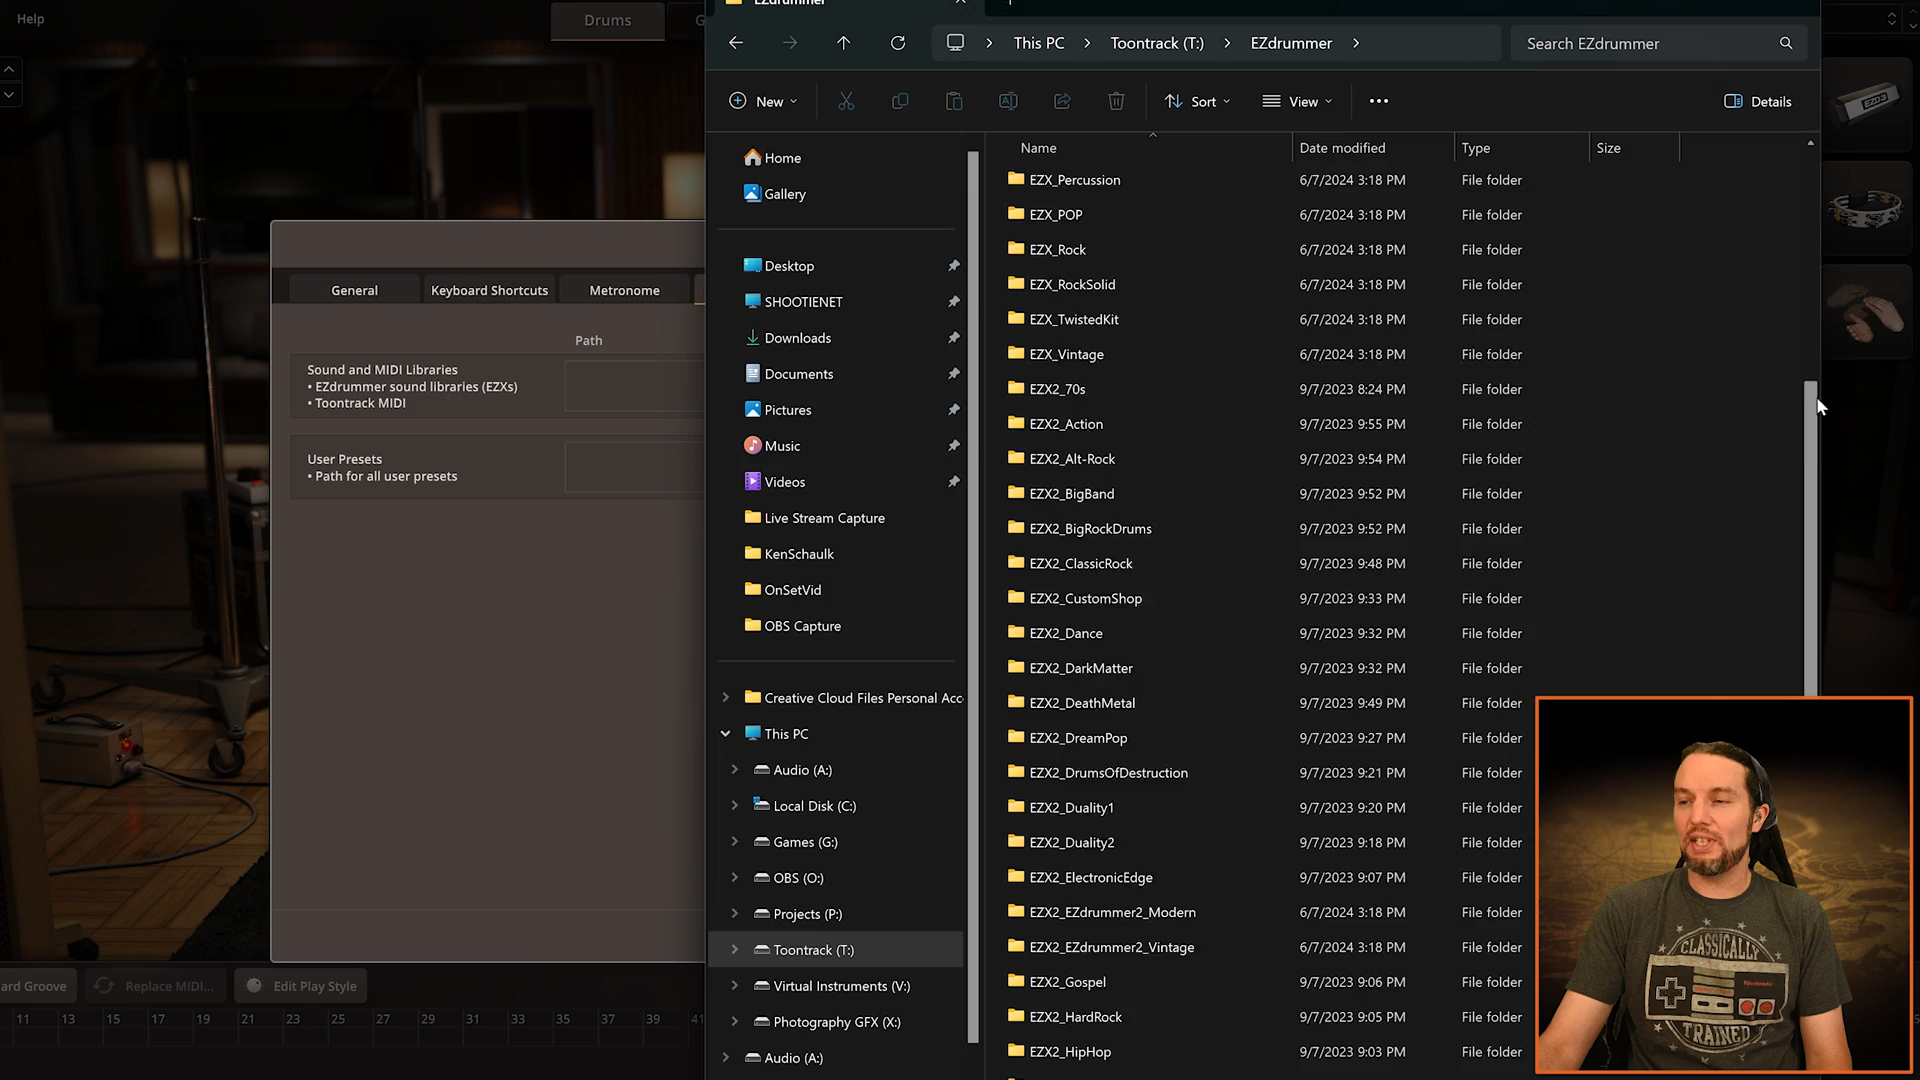 Help
Drums
EZdrummer
This PC
Toontrack (T:)
EZdrummer
Search EZdrummer
New
Sort
View
Details
Name
Date modified
Type
Size
Home
Gallery
Desktop
SHOOTIENET
Downloads
Documents
Pictures
Music
Videos
Live Stream Capture
KenSchaulk
OnSetVid
OBS Capture
Creative Cloud Files Personal Acc
This PC
Audio (A:)
Local Disk (C:)
Games (G:)
OBS (O:)
Projects (P:)
Toontrack (T:)
Virtual Instruments (V:)
Photography GFX (X:)
Audio (A:)
EZX_Percussion 6/7/2024 3:18 PM File folder
EZX_POP 6/7/2024 3:18 PM File folder
EZX_Rock 6/7/2024 3:18 PM File folder
EZX_RockSolid 6/7/2024 3:18 PM File folder
EZX_TwistedKit 6/7/2024 3:18 PM File folder
EZX_Vintage 6/7/2024 3:18 PM File folder
EZX2_70s 9/7/2023 8:24 PM File folder
EZX2_Action 9/7/2023 9:55 PM File folder
EZX2_Alt-Rock 9/7/2023 9:54 PM File folder
EZX2_BigBand 9/7/2023 9:52 PM File folder
EZX2_BigRockDrums 9/7/2023 9:52 PM File folder
EZX2_ClassicRock 9/7/2023 9:48 PM File folder
EZX2_CustomShop 9/7/2023 9:33 PM File folder
EZX2_Dance 9/7/2023 9:32 PM File folder
EZX2_DarkMatter 9/7/2023 9:32 PM File folder
EZX2_DeathMetal 9/7/2023 9:49 PM File folder
EZX2_DreamPop 9/7/2023 9:27 PM File folder
EZX2_DrumsOfDestruction 9/7/2023 9:21 PM File folder
EZX2_Duality1 9/7/2023 9:20 PM File folder
EZX2_Duality2 9/7/2023 9:18 PM File folder
EZX2_ElectronicEdge 9/7/2023 9:07 PM File folder
EZX2_EZdrummer2_Modern 6/7/2024 3:18 PM File folder
EZX2_EZdrummer2_Vintage 6/7/2024 3:18 PM File folder
EZX2_Gospel 9/7/2023 9:06 PM File folder
EZX2_HardRock 9/7/2023 9:05 PM File folder
EZX2_HipHop 9/7/2023 9:03 PM File folder
General
Keyboard Shortcuts
Metronome
Path
Sound and MIDI Libraries
• EZdrummer sound libraries (EZXs)
• Toontrack MIDI
User Presets
• Path for all user presets
ard Groove
Replace MIDI...
Edit Play Style
11 13 15 17 19 21 23 25 27 29 31 33 35 37 39 41
EZD3
CLASSICALLY
Nintendo
TRAINED